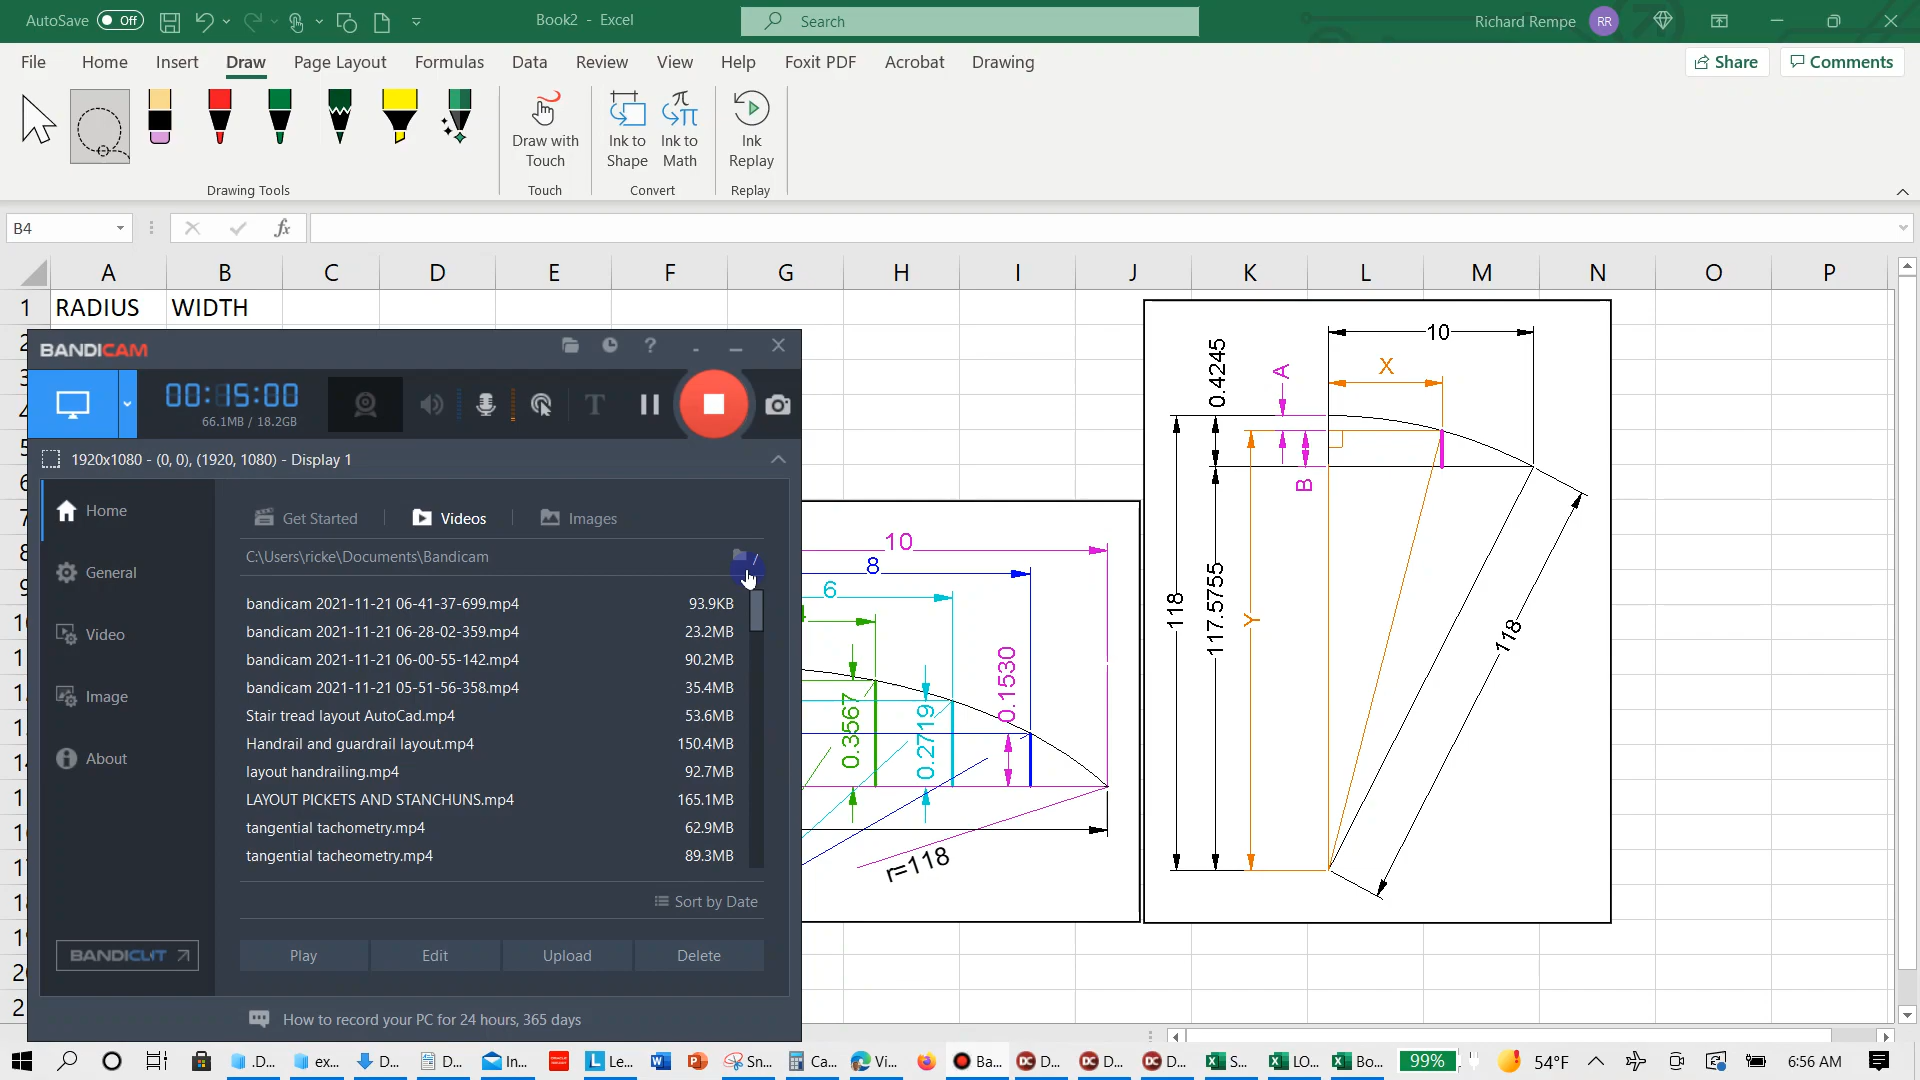 AutoSave Off Book2 - Excel Search Richard Rempe RR
File Home Insert Draw Page Layout Formulas Data Review View Help Foxit PDF Acrobat Drawing Share Comments
Draw with Touch
Ink to Shape
Ink to Math
Ink Replay
Drawing Tools Touch Convert Replay
B4 fx
A B C D E F G H I J K L M N O P
1 RADIUS WIDTH
BANDICAM
00:15:00
66.1MB / 18.2GB
1920x1080 - (0, 0), (1920, 1080) - Display 1
Home
General
Video
Image
About
BANDICUT
Get Started Videos Images
C:\Users\ricke\Documents\Bandicam
bandicam 2021-11-21 06-41-37-699.mp4 93.9KB
bandicam 2021-11-21 06-28-02-359.mp4 23.2MB
bandicam 2021-11-21 06-00-55-142.mp4 90.2MB
bandicam 2021-11-21 05-51-56-358.mp4 35.4MB
Stair tread layout AutoCad.mp4 53.6MB
Handrail and guardrail layout.mp4 150.4MB
layout handrailing.mp4 92.7MB
LAYOUT PICKETS AND STANCHUNS.mp4 165.1MB
tangential tachometry.mp4 62.9MB
tangential tacheometry.mp4 89.3MB
Sort by Date
Play Edit Upload Delete
How to record your PC for 24 hours, 365 days
10
8
6
0.3567
0.2719
0.1530
r=118
10
X
A
0.4245
B
118
117.5755
Y
118
.D... ex... D... D... In... Le... Sn... Ca... Vi... Ba... D... D... D... S... LO... Bo... 99% 54°F 6:56 AM